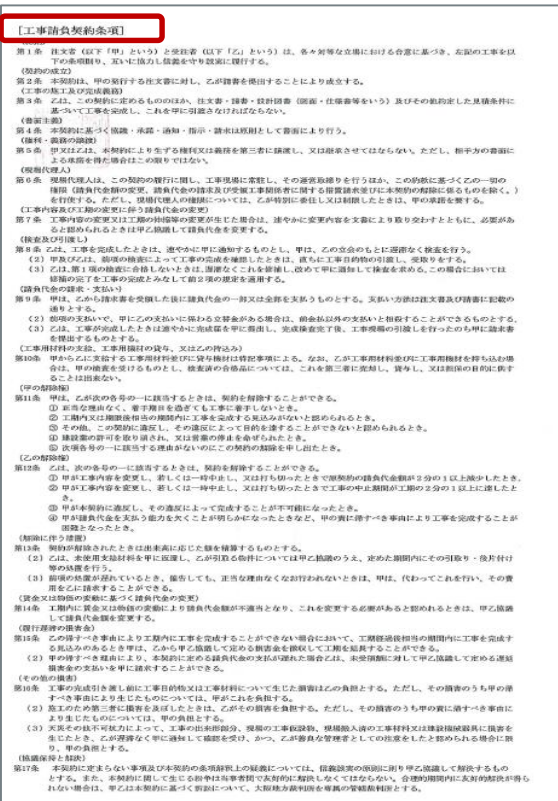 [工事請負契約条項]
第1条 注文者(以下「甲」という)と受注者(以下「乙」という)は、各々対等な立場における合意に基づき、左記の工事を以
下の条項則り、互いに協力し信義を守り誠実に履行する。
(契約の成立)
第2条 本契約は、甲の発行する注文書に対し、乙が請書を提出することにより成立する。
(工事の施工及び完成義務)
第3条 乙は、この契約に定めるもののほか、注文書・請書・設計図書(図面・仕様書等をいう)及びその他約定した見積条件に
基づいて工事を完成し、これを甲に引渡さなければならない。
(書面主義)
第4条 本契約に基づく協議・承諾・通知・指示・請求は原則として書面により行う。
(権利・義務の譲渡)
第5条 甲又は乙は、本契約により生ずる権利又は義務を第三者に譲渡し、又は継承させてはならない。ただし、相手方の書面に
よる承諾を得た場合はこの限りではない。
(現場代理人)
第6条 現場代理人は、この契約の履行に関し、工事現場に常駐し、その運営取締りを行うほか、この約款に基づく乙の一切の
権限(請負代金額の変更、請負代金の請求及び受領工事関係者に関する措置請求並びに本契約の解除に係るものを除く。)
を行使する。ただし、現場代理人の権限については、乙が特別に委任し又は制限したときは、甲の承諾を要する。
(工事内容及び工期の変更に伴う請負代金の変更)
第7条 工事内容の変更又は工期の伸縮等の変更が生じた場合は、速やかに変更内容を文書により取り交わすとともに、必要があ
ると認められるときは甲乙協議して請負代金を変更する。
(検査及び引渡し)
第8条 乙は、工事を完成したときは、速やかに甲に通知するものとし、甲は、乙の立会のもとに遅滞なく検査を行う。
(2) 甲及び乙は、前項の検査によって工事の完成を確認したときは、直ちに工事目的物の引渡し、受取りをする。
(3) 乙は、第1項の検査に合格しないときは、遅滞なくこれを修補し、改めて甲に通知して検査を求める。この場合においては
修補の完了を工事の完成とみなして前2項の規定を適用する。
(請負代金の請求・支払い)
第9条 甲は、乙から請求書を受領した後に請負代金の一部又は全部を支払うものとする。支払い方法は注文書及び請書に記載の
通りとする。
(2) 前項の支払いで、甲に乙の支払いに係わる立替金がある場合は、前金払以外の支払いと相殺することができるものとする。
(3) 乙は、工事が完成したときは速やかに完成届を甲に提出し、完成検査完了後、工事現場の引渡しを行ったのち甲に請求書
を提出するものとする。
(工事用材料の支給、工事用機材の貸与、又は乙の持込み)
第10条 甲から乙に支給する工事用材料並びに貸与機材は特記事項による。なお、乙が工事用材料並びに工事用機材を持ち込む場
合は、甲の検査を受けるものとし、検査済の合格品については、これを第三者に売却し、貸与し、又は担保の目的に供す
ることは出来ない。
(甲の解除権)
第11条 甲は、乙が次の各号の一に該当するときは、契約を解除することができる。
① 正当な理由なく、着手期日を過ぎても工事に着手しないとき。
② 工期内又は期限後相当の期間内に工事を完成する見込みがないと認められるとき。
③ その他、この契約に違反し、その違反によって目的を達することができないと認められるとき。
④ 建設業の許可を取り消され、又は営業の停止を命ぜられたとき。
⑤ 次項各号の一に該当する理由がないのにこの契約の解除を申し出たとき。
(乙の解除権)
第12条 乙は、次の各号の一に該当するときは、契約を解除することができる。
① 甲が工事内容を変更し、若しくは一時中止し、又は打ち切ったときで原契約の請負代金額が2分の1以上減少したとき。
② 甲が工事内容を変更し、若しくは一時中止し、又は打ち切ったときで工事の中止期間が工期の2分の1以上に達したと
き。
③ 甲が本契約に違反し、その違反によって完成することが不可能になったとき。
④ 甲が請負代金を支払う能力を欠くことが明らかになったときなど、甲の責に帰すべき事由により工事を完成することが
困難となったとき。
(解除に伴う措置)
第13条 契約が解除されたときは出来高に応じた額を精算するものとする。
(2) 乙は、未使用支給材料を甲に返還し、乙が引取る物件については甲乙協議のうえ、定めた期間内にその引取り・後片付け
等の処置を行う。
(3) 前項の処置が遅れているとき、催告しても、正当な理由なくなお行われないときは、甲は、代わってこれを行い、その費
用を乙に請求することができる。
(賃金又は物価の変動に基づく請負代金の変更)
第14条 工期内に賃金又は物価の変動により請負代金額が不適当となり、これを変更する必要があると認められるときは、甲乙協議
して請負代金額を変更する。
(履行遅滞の損害金)
第15条 乙の帰すべき事由により工期内に工事を完成することができない場合において、工期経過後相当の期間内に工事を完成す
る見込みのあるとき甲は、乙から甲乙協議して定める損害金を徴収して工期を延長することができる。
(2) 甲の帰すべき理由により、本契約に定める請負代金の支払が遅れた場合乙は、未受領額に対して甲乙協議して定める遅延
損害金の支払いを甲に請求することができる。
(その他の損害)
第16条 工事の完成引き渡し前に工事目的物又は工事材料について生じた損害は乙の負担とする。ただし、その損害のうち甲の帰
すべき事由により生じたものについては、甲がこれを負担する。
(2) 施工のため第三者に損害を及ぼしたときは、乙がその損害を負担する。ただし、その損害のうち甲の責に帰すべき事由に
より生じたものについては、甲の負担とする。
(3) 天災その他不可抗力によって、工事の出来形部分、現場の工事仮設物、現場搬入済の工事材料又は建設機械器具に損害を
生じたとき、乙が遅滞なく甲に通知して確認を受け、かつ、乙が善良な管理者としての注意をしたと認められる場合に限
り、甲の負担とする。
(協議保持と解決)
第17条 本契約に定まらない事項及び本契約の条項解釈上の疑義については、信義誠実の原則に則り甲乙協議して解決するもの
とする。また、本契約に関して生じる紛争は当事者間で友好的に解決しなくてはならない。合理的期間内に友好的解決が得ら
れない場合は、甲乙は本契約に基づく訴訟について、大阪地方裁判所を専属の管轄裁判所とする。